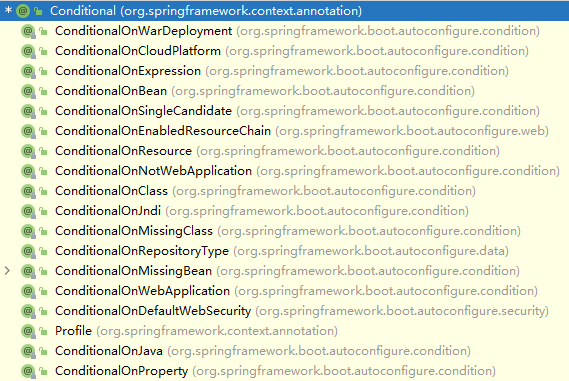 * Conditional (org.springframework.context.annotation)
ConditionalOnWarDeployment (org.springframework.boot.autoconfigure.condition)
ConditionalOnCloudPlatform (org.springframework.boot.autoconfigure.condition)
ConditionalOnExpression (org.springframework.boot.autoconfigure.condition)
ConditionalOnBean (org.springframework.boot.autoconfigure.condition)
ConditionalOnSingleCandidate (org.springframework.boot.autoconfigure.condition)
ConditionalOnEnabledResourceChain (org.springframework.boot.autoconfigure.web)
ConditionalOnResource (org.springframework.boot.autoconfigure.condition)
ConditionalOnNotWebApplication (org.springframework.boot.autoconfigure.condition)
ConditionalOnClass (org.springframework.boot.autoconfigure.condition)
ConditionalOnJndi (org.springframework.boot.autoconfigure.condition)
ConditionalOnMissingClass (org.springframework.boot.autoconfigure.condition)
ConditionalOnRepositoryType (org.springframework.boot.autoconfigure.data)
ConditionalOnMissingBean (org.springframework.boot.autoconfigure.condition)
ConditionalOnWebApplication (org.springframework.boot.autoconfigure.condition)
ConditionalOnDefaultWebSecurity (org.springframework.boot.autoconfigure.security)
Profile (org.springframework.context.annotation)
ConditionalOnJava (org.springframework.boot.autoconfigure.condition)
ConditionalOnProperty (org.springframework.boot.autoconfigure.condition)